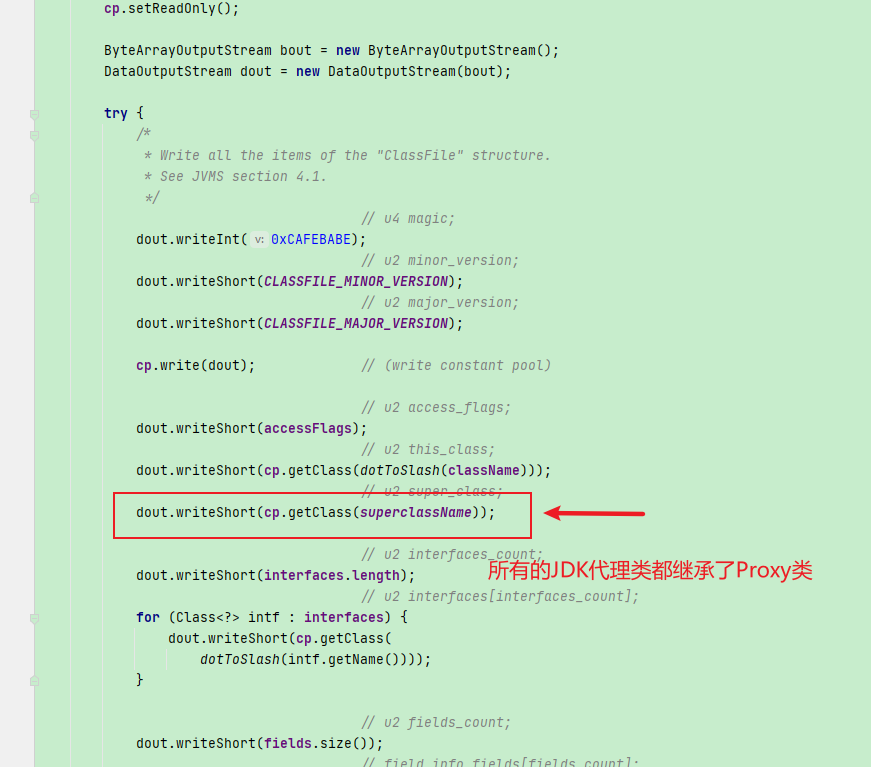 cp.setReadOnly();
ByteArrayOutputStream bout = new ByteArrayOutputStream();
DataOutputStream dout = new DataOutputStream(bout);
try {
/*
* Write all the items of the "ClassFile" structure.
* See JVMS section 4.1.
*/
// u4 magic;
dout.writeInt( v: 0xCAFEBABE);
// u2 minor_version;
dout.writeShort(CLASSFILE_MINOR_VERSION);
// u2 major_version;
dout.writeShort(CLASSFILE_MAJOR_VERSION);
cp.write(dout); // (write constant pool)
// u2 access_flags;
dout.writeShort(accessFlags);
// u2 this_class;
dout.writeShort(cp.getClass(dotToSlash(className)));
// u2 super_class;
dout.writeShort(cp.getClass(superclassName));
// u2 interfaces_count;
所有的JDK代理类都继承了Proxy类
dout.writeShort(interfaces.length);
// u2 interfaces[interfaces_count];
for (Class<?> intf : interfaces) {
dout.writeShort(cp.getClass(
dotToSlash(intf.getName())));
}
// u2 fields_count;
dout.writeShort(fields.size());
// field_info fields[fields_count];